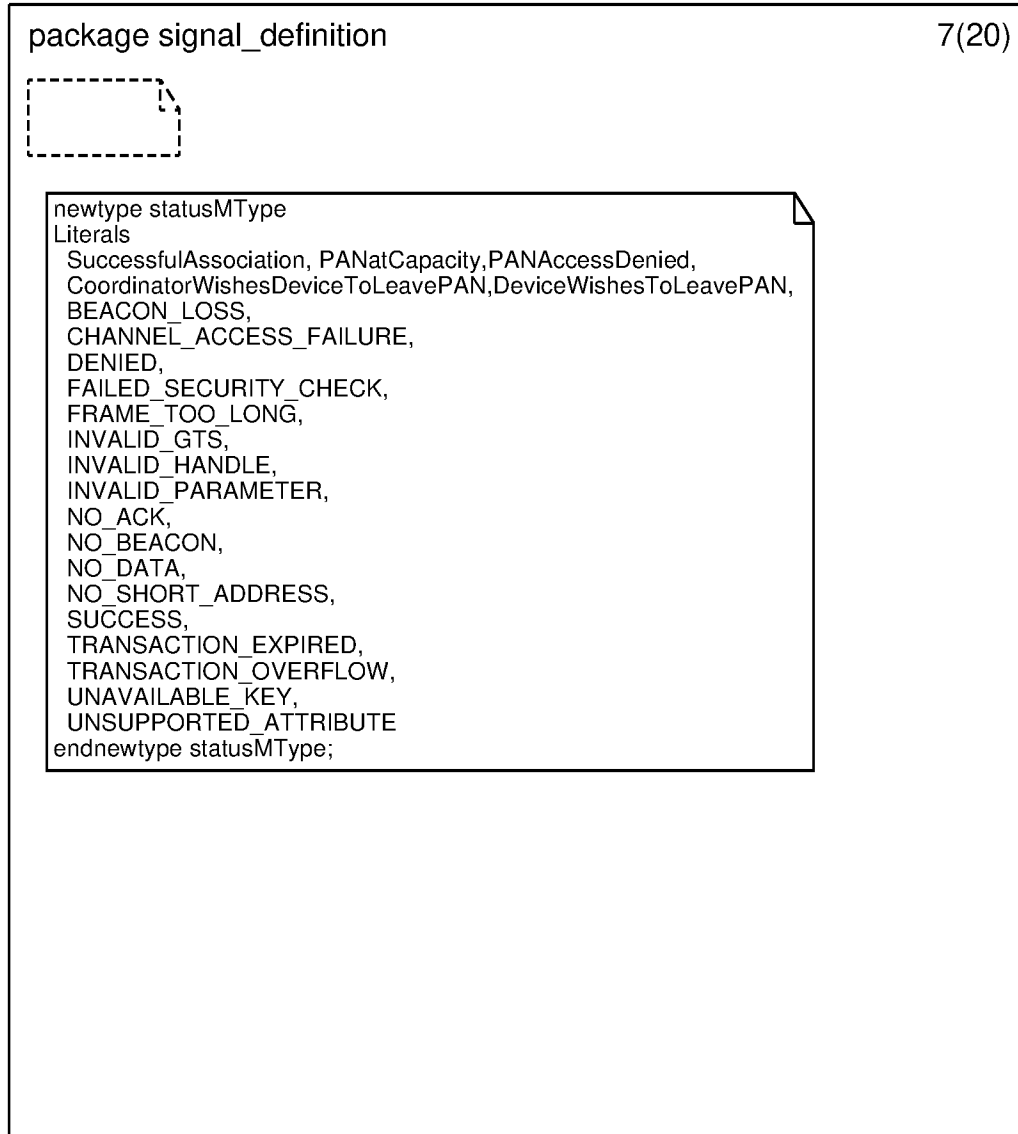 package signal_definition 7(20)
newtype statusMType
Literals
SuccessfulAssociation, PANatCapacity,PANAccessDenied,
CoordinatorWishesDeviceToLeavePAN,DeviceWishesToLeavePAN,
BEACON_LOSS,
CHANNEL_ACCESS_FAILURE,
DENIED,
FAILED_SECURITY_CHECK,
FRAME_TOO_LONG,
INVALID_GTS,
INVALID_HANDLE,
INVALID_PARAMETER,
NO_ACK,
NO_BEACON,
NO_DATA,
NO_SHORT_ADDRESS,
SUCCESS,
TRANSACTION_EXPIRED,
TRANSACTION_OVERFLOW,
UNAVAILABLE_KEY,
UNSUPPORTED_ATTRIBUTE
endnewtype statusMType;